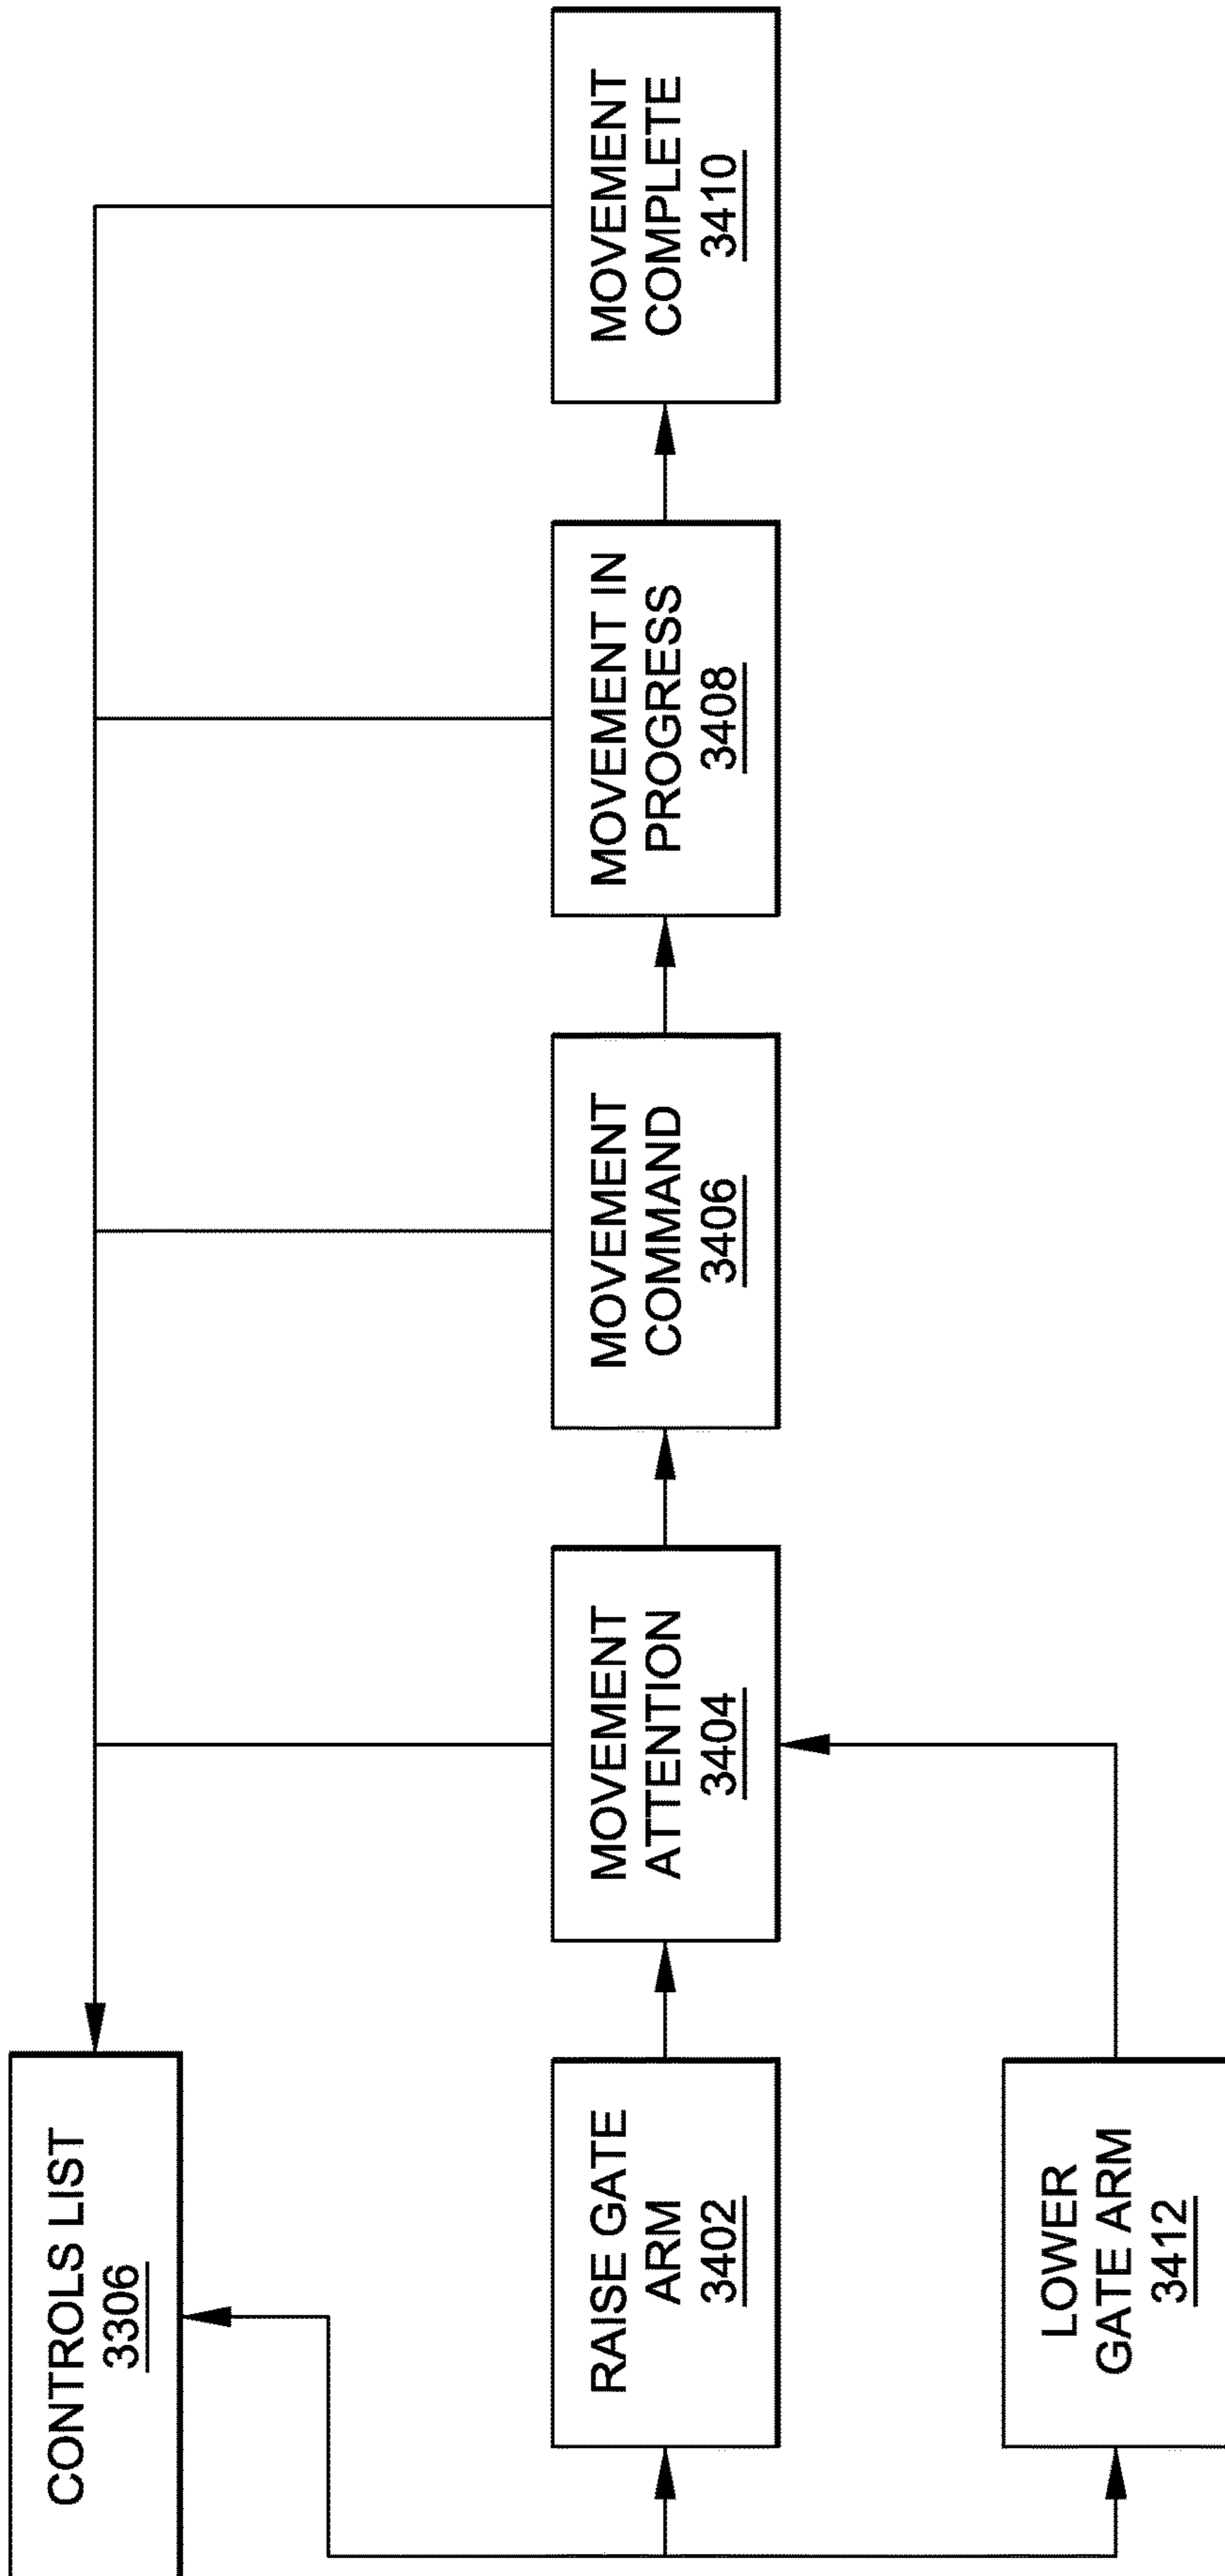 CONTROLS LIST
3306
RAISE GATE
ARM
3402
MOVEMENT
ATTENTION
3404
MOVEMENT
COMMAND
3406
MOVEMENT IN
PROGRESS
3408
MOVEMENT
COMPLETE
3410
LOWER
GATE ARM
3412